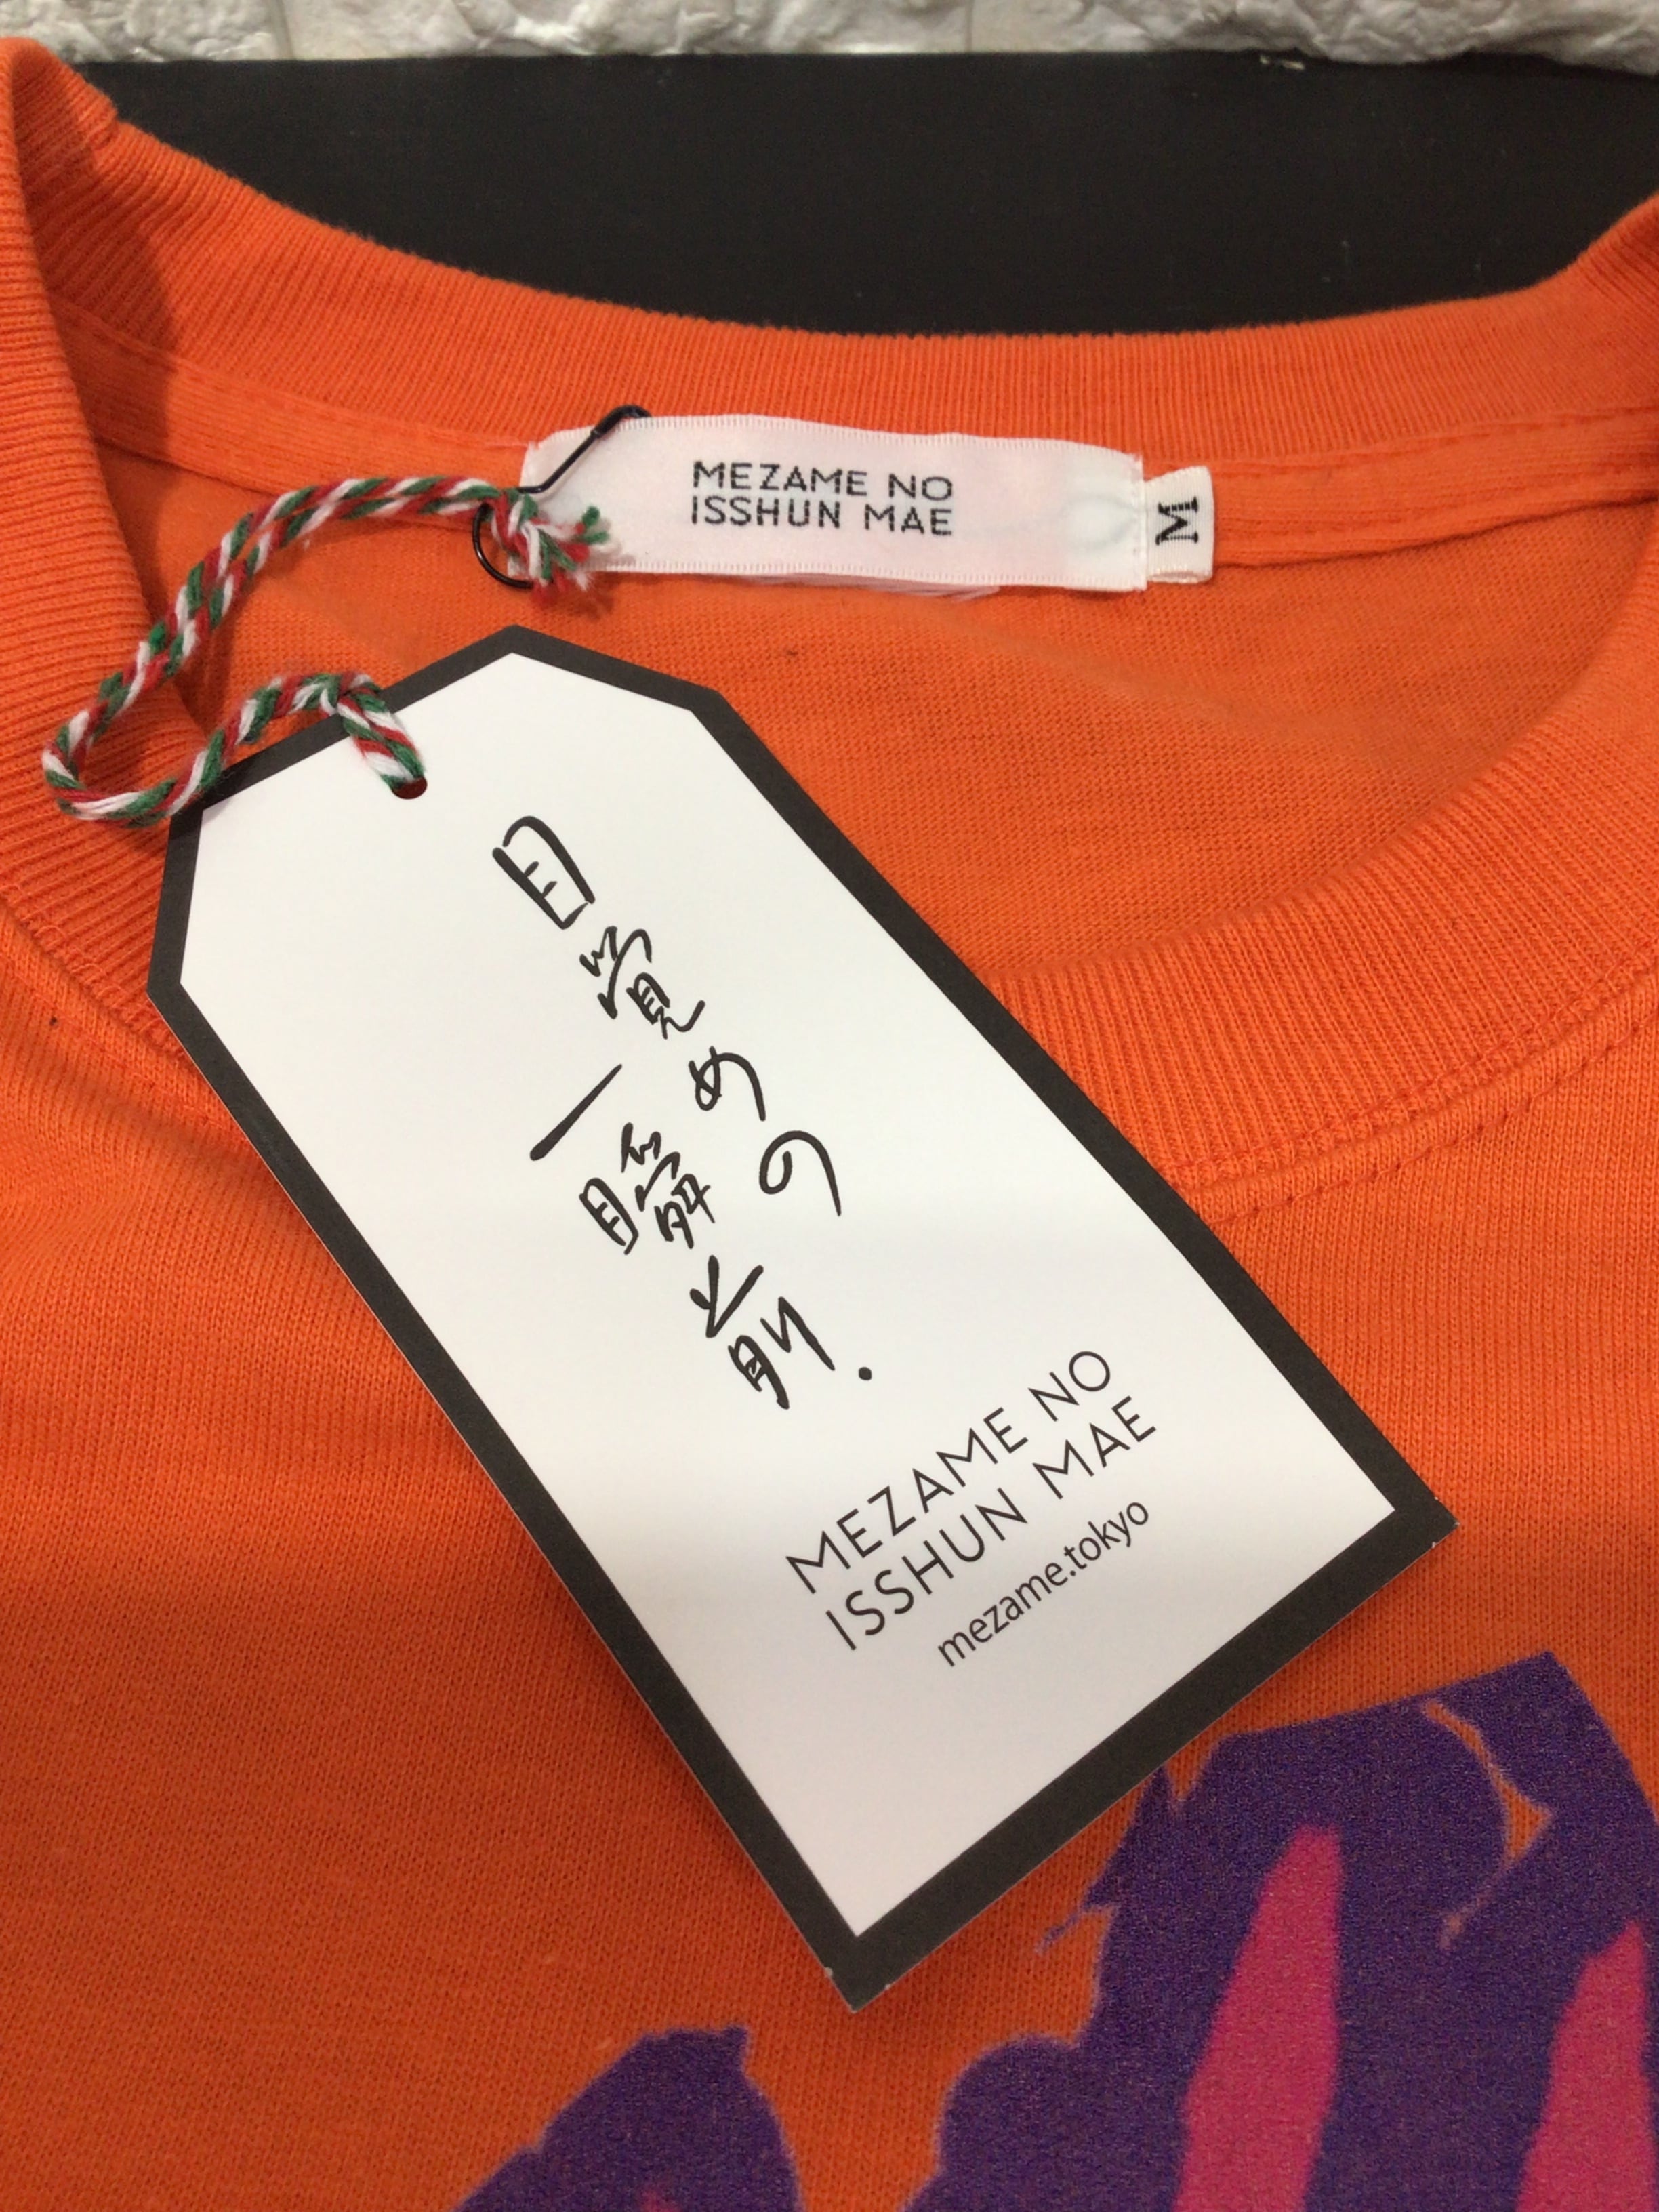 MEZAME NO
ISSHUN MAE
M
目覚めの
一瞬前.
MEZAME NO
ISSHUN MAE
mezame.tokyo